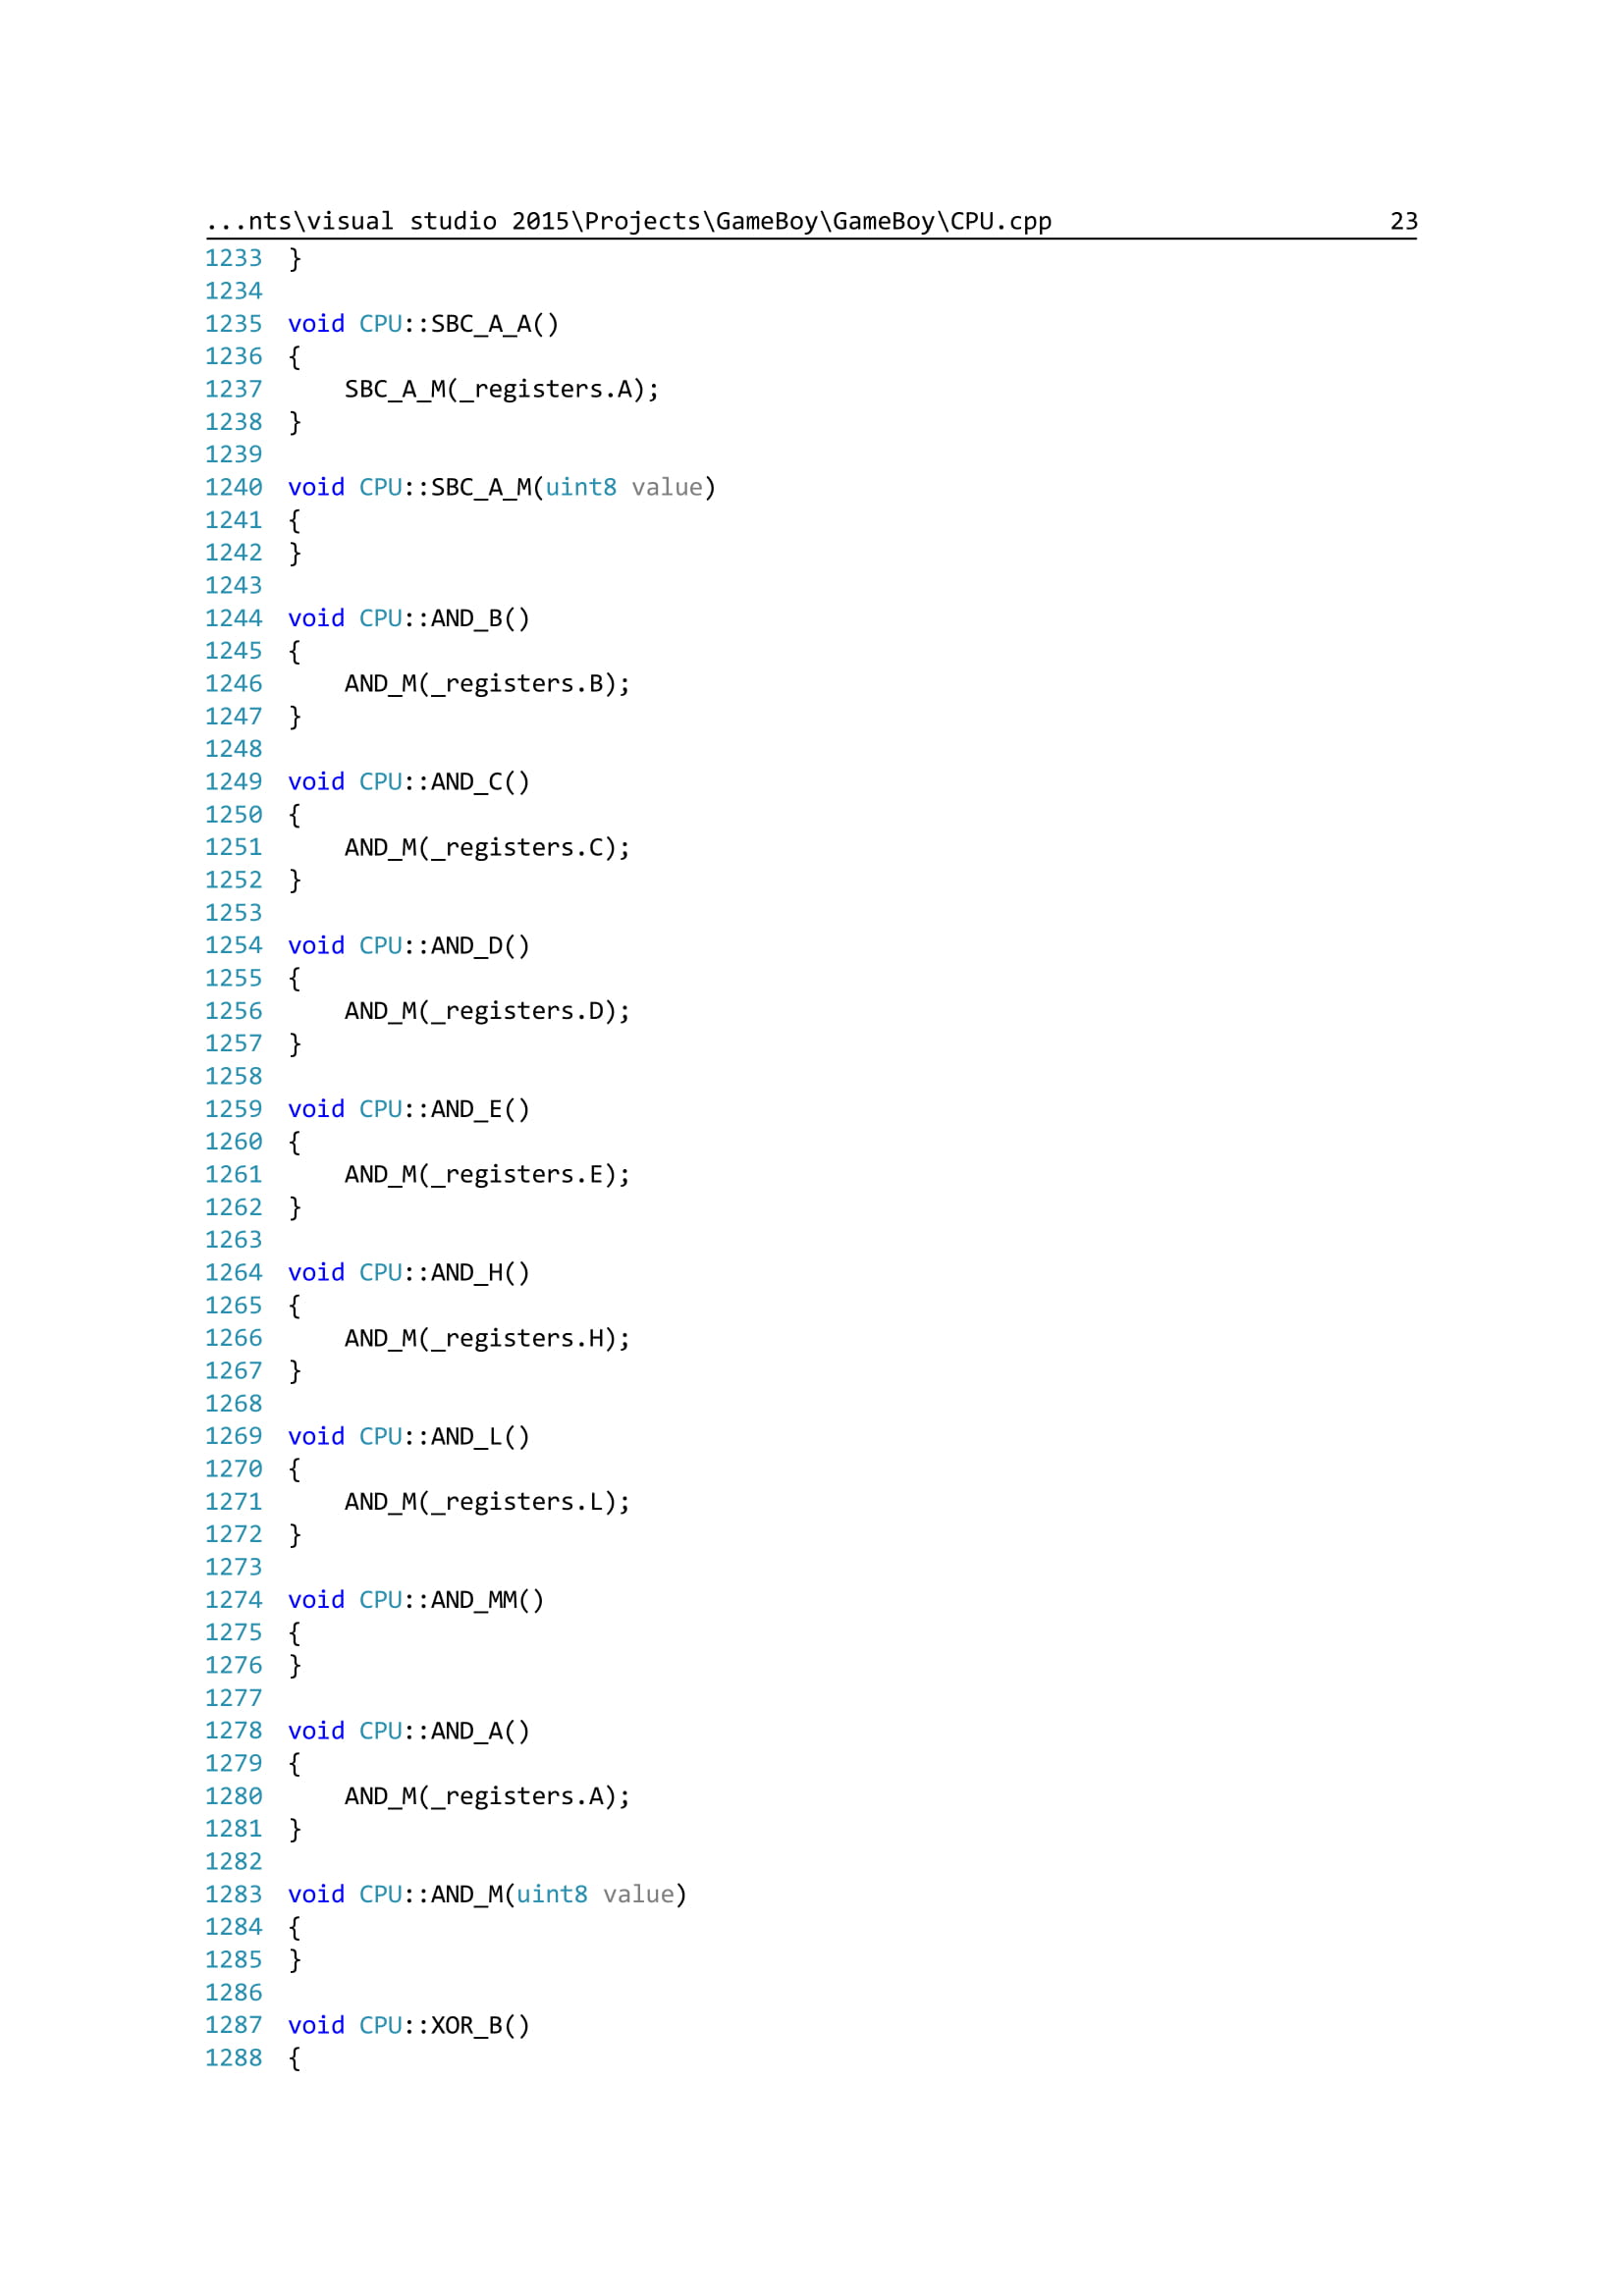 ...nts\visual studio 2015\Projects\GameBoy\GameBoy\CPU.cpp 23
1233 }
1234
1235 void CPU::SBC_A_A()
1236 {
1237     SBC_A_M(_registers.A);
1238 }
1239
1240 void CPU::SBC_A_M(uint8 value)
1241 {
1242 }
1243
1244 void CPU::AND_B()
1245 {
1246     AND_M(_registers.B);
1247 }
1248
1249 void CPU::AND_C()
1250 {
1251     AND_M(_registers.C);
1252 }
1253
1254 void CPU::AND_D()
1255 {
1256     AND_M(_registers.D);
1257 }
1258
1259 void CPU::AND_E()
1260 {
1261     AND_M(_registers.E);
1262 }
1263
1264 void CPU::AND_H()
1265 {
1266     AND_M(_registers.H);
1267 }
1268
1269 void CPU::AND_L()
1270 {
1271     AND_M(_registers.L);
1272 }
1273
1274 void CPU::AND_MM()
1275 {
1276 }
1277
1278 void CPU::AND_A()
1279 {
1280     AND_M(_registers.A);
1281 }
1282
1283 void CPU::AND_M(uint8 value)
1284 {
1285 }
1286
1287 void CPU::XOR_B()
1288 {